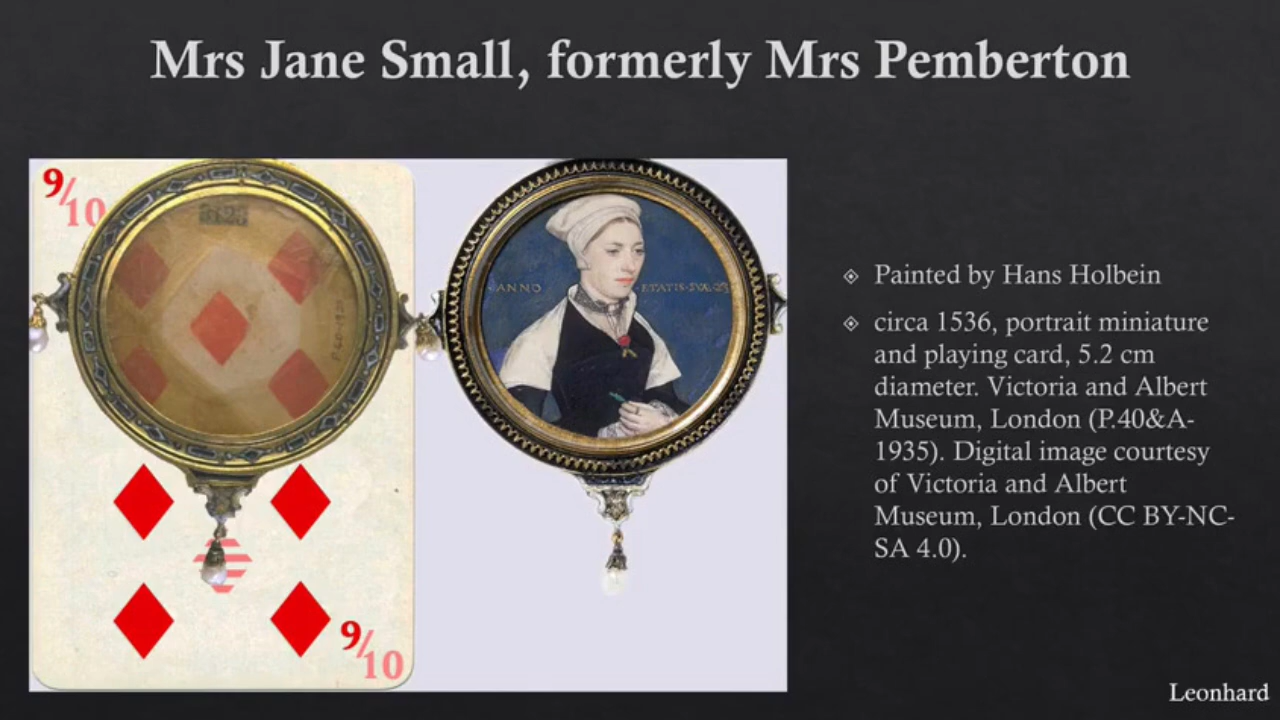 Mrs Jane Small, formerly Mrs Pemberton
9/10
ANNO
ETATIS·SVÆ·23
9/10
Painted by Hans Holbein
circa 1536, portrait miniature
and playing card, 5.2 cm
diameter. Victoria and Albert
Museum, London (P.40&A-
1935). Digital image courtesy
of Victoria and Albert
Museum, London (CC BY-NC-
SA 4.0).
Leonhard